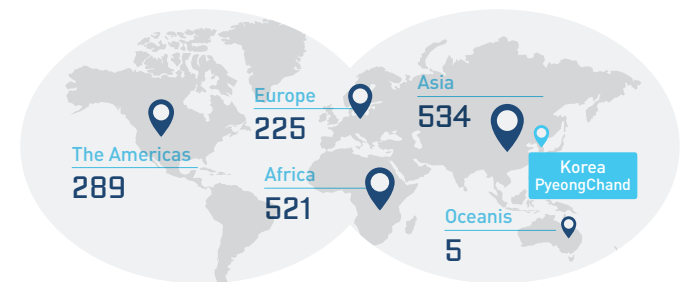 Asia
534
Europe
225
The Americas
289
Africa
521
Korea
PyeongChand
Oceanis
5